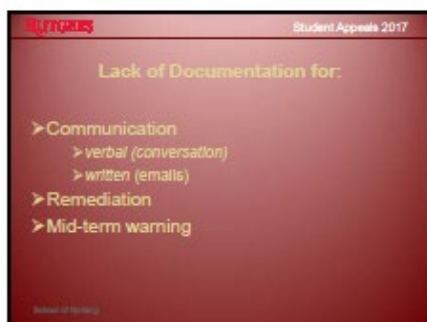 RUTGERS
Student Appeals 2017
Lack of Documentation for:
➢Communication
➢verbal (conversation)
➢written (emails)
➢Remediation
➢Mid-term warning
School of Nursing